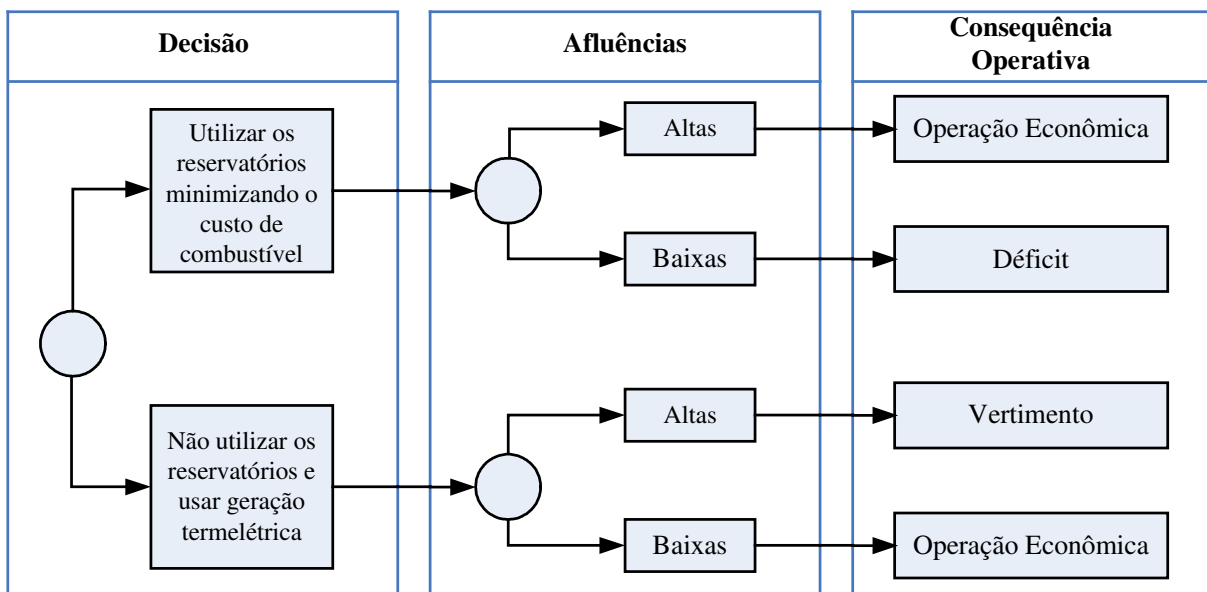 Decisão
Afluências
Consequência
Operativa
Utilizar os
reservatórios
minimizando o
custo de
combustível
Altas
Operação Econômica
Baixas
Déficit
Não utilizar os
reservatórios e
usar geração
termelétrica
Altas
Vertimento
Baixas
Operação Econômica